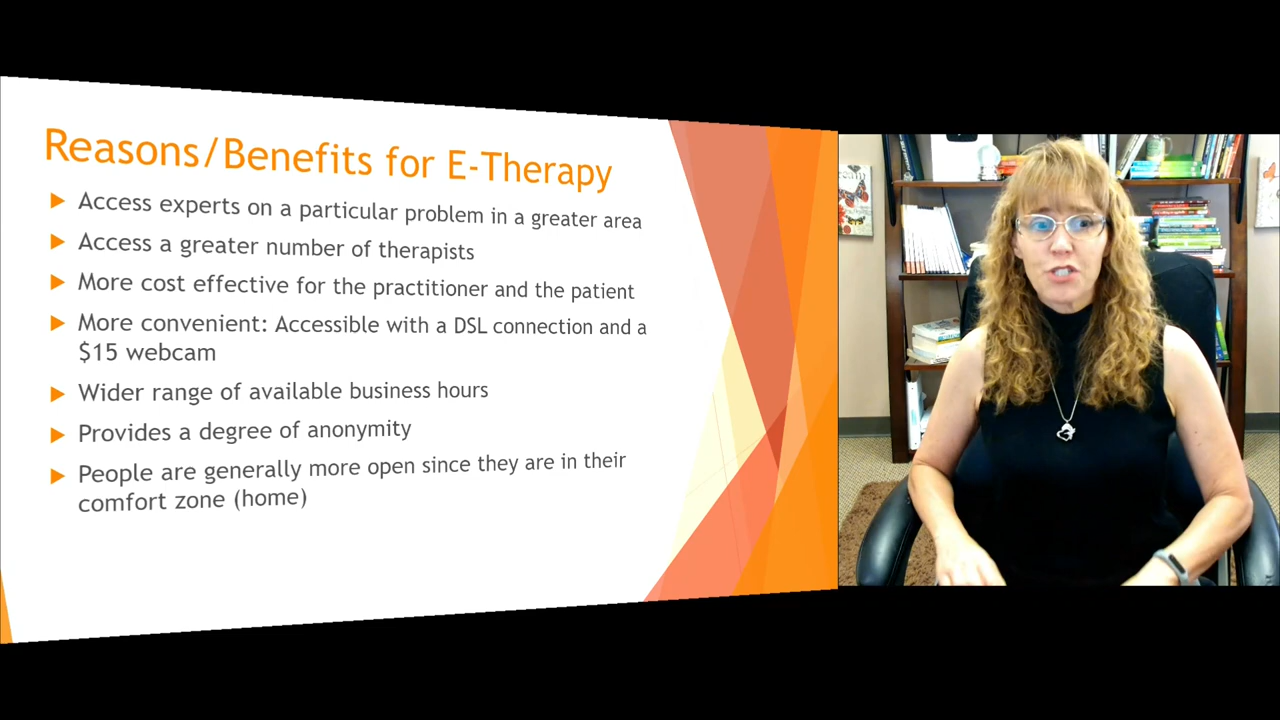 Reasons/Benefits for E-Therapy
Access experts on a particular problem in a greater area
Access a greater number of therapists
More cost effective for the practitioner and the patient
More convenient: Accessible with a DSL connection and a
$15 webcam
Wider range of available business hours
Provides a degree of anonymity
People are generally more open since they are in their
comfort zone (home)